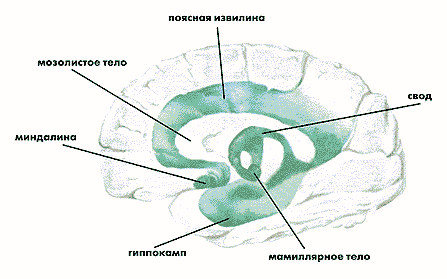 поясная извилина
мозолистое тело
свод
миндалина
гиппокамп
мамиллярное тело